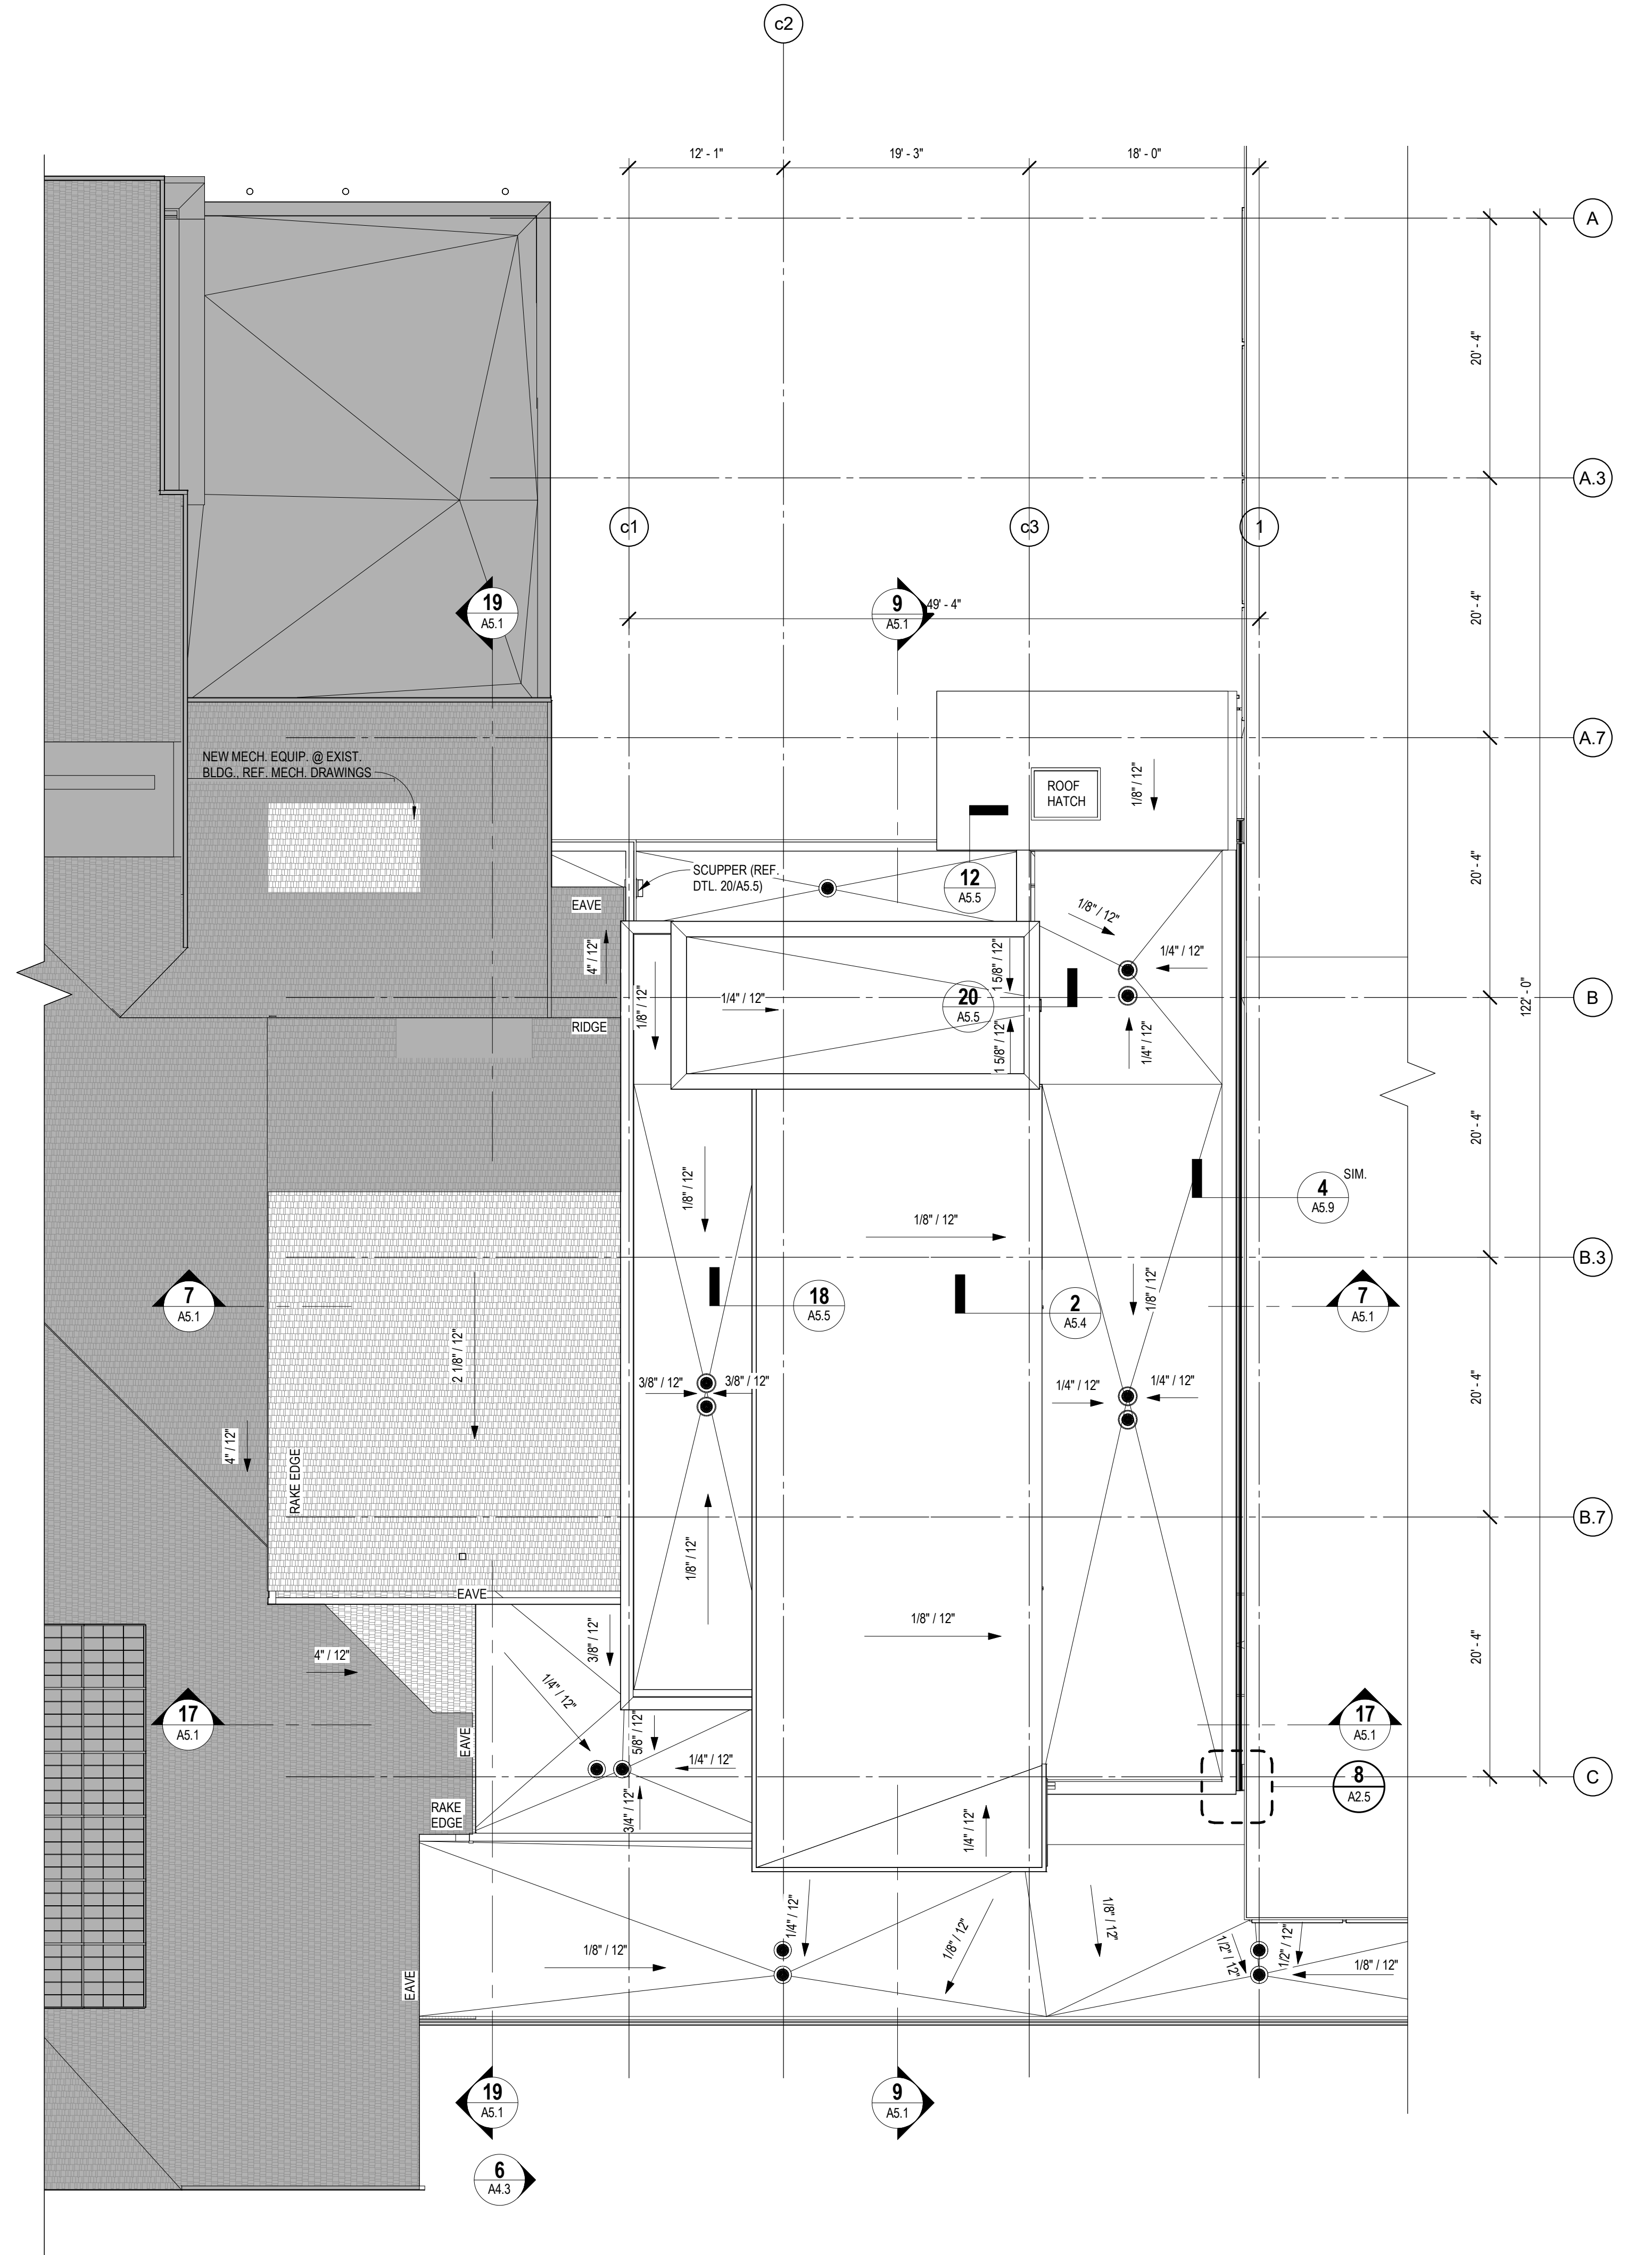 c2
12' - 1"
19' - 3"
18' - 0"
A
20' - 4"
A.3
c1
c3
1
19
A5.1
9
A5.1
49' - 4"
20' - 4"
A.7
NEW MECH. EQUIP. @ EXIST.
BLDG., REF. MECH. DRAWINGS
ROOF
HATCH
1/8" / 12"
20' - 4"
SCUPPER (REF.
DTL. 20/A5.5)
12
A5.5
EAVE
4" / 12"
1/8" / 12"
1/4" / 12"
1 5/8" / 12"
1/8" / 12"
1/4" / 12"
20
A5.5
B
122' - 0"
RIDGE
1/4" / 12"
1 5/8" / 12"
1/8" / 12"
20' - 4"
1/8" / 12"
SIM.
4
A5.9
1/8" / 12"
B.3
7
A5.1
18
A5.5
2
A5.4
1/8" / 12"
7
A5.1
2 1/8" / 12"
3/8" / 12"
3/8" / 12"
1/4" / 12"
1/4" / 12"
20' - 4"
4" / 12"
RAKE EDGE
B.7
1/8" / 12"
EAVE
3/8" / 12"
1/8" / 12"
20' - 4"
4" / 12"
1/4" / 12"
17
A5.1
EAVE
5/8" / 12"
1/4" / 12"
17
A5.1
C
8
A2.5
RAKE
EDGE
3/4" / 12"
1/4" / 12"
1/4" / 12"
1/8" / 12"
1/8" / 12"
1/8" / 12"
1/2" / 12"
1/2" / 12"
1/8" / 12"
EAVE
19
A5.1
9
A5.1
6
A4.3